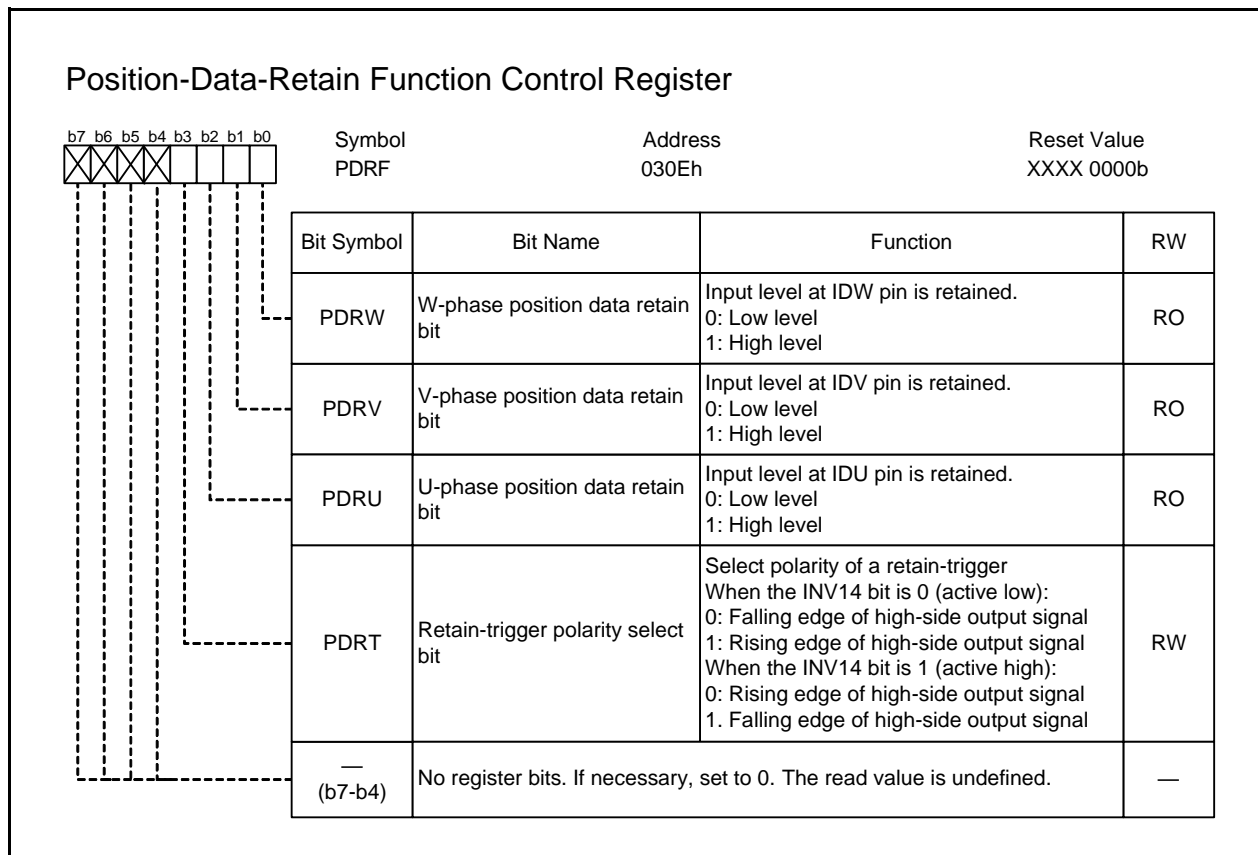 Position-Data-Retain Function Control Register
b7 b6 b5 b4 b3 b2 b1 b0
Symbol Address Reset Value
PDRF 030Eh XXXX 0000b
Bit Symbol Bit Name Function RW
PDRW
W-phase position data retain
bit
Input level at IDW pin is retained.
0: Low level
1: High level
RO
PDRV
V-phase position data retain
bit
Input level at IDV pin is retained.
0: Low level
1: High level
RO
PDRU
U-phase position data retain
bit
Input level at IDU pin is retained.
0: Low level
1: High level
RO
PDRT
Retain-trigger polarity select
bit
Select polarity of a retain-trigger
When the INV14 bit is 0 (active low):
0: Falling edge of high-side output signal
1: Rising edge of high-side output signal
When the INV14 bit is 1 (active high):
0: Rising edge of high-side output signal
1. Falling edge of high-side output signal
RW
—
(b7-b4)
No register bits. If necessary, set to 0. The read value is undefined.
—